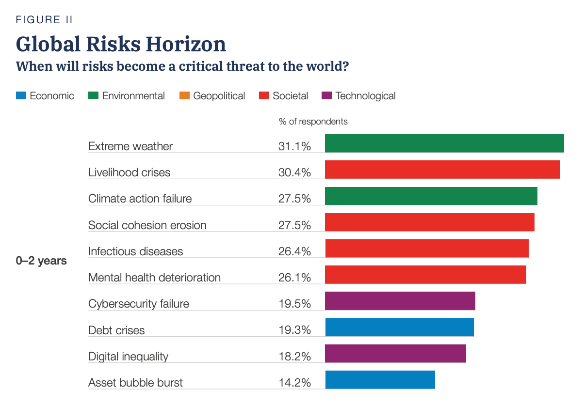 FIGURE II
Global Risks Horizon
When will risks become a critical threat to the world?
Economic Environmental Geopolitical Societal Technological
% of respondents
Extreme weather 31.1%
Livelihood crises 30.4%
Climate action failure 27.5%
Social cohesion erosion 27.5%
Infectious diseases 26.4%
0–2 years
Mental health deterioration 26.1%
Cybersecurity failure 19.5%
Debt crises 19.3%
Digital inequality 18.2%
Asset bubble burst 14.2%